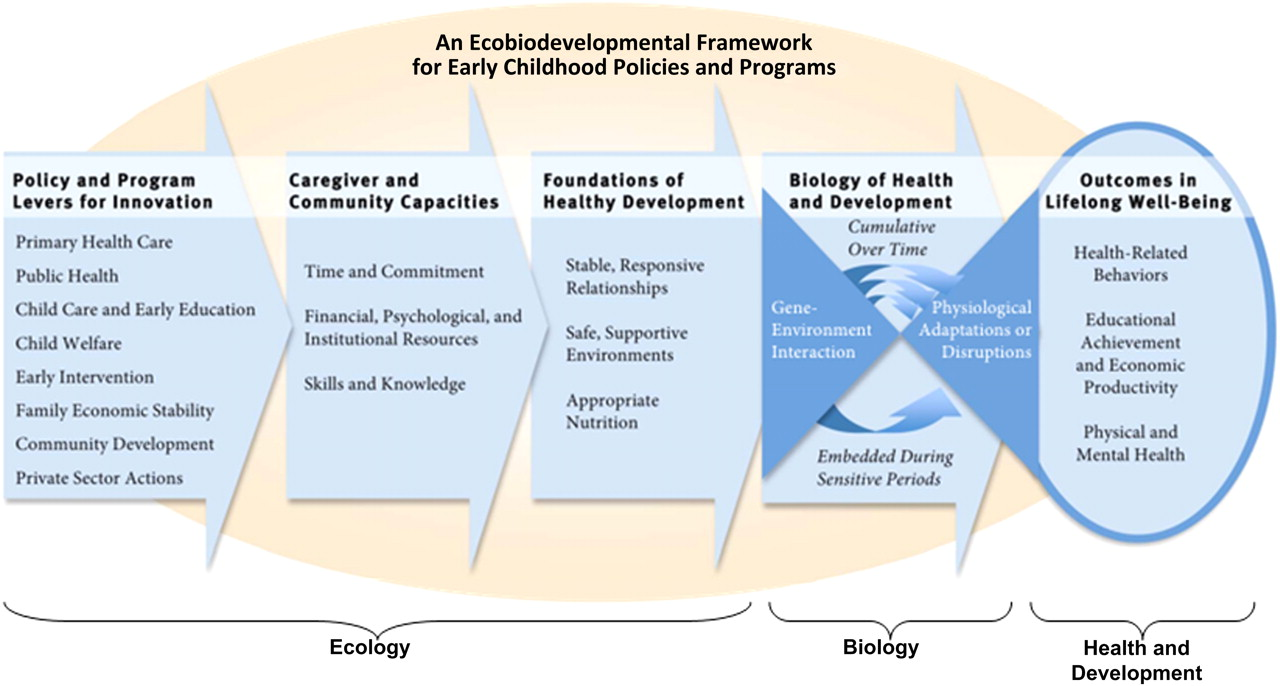 An Ecobiodevelopmental Framework
for Early Childhood Policies and Programs
Policy and Program
Levers for Innovation
Primary Health Care
Public Health
Child Care and Early Education
Child Welfare
Early Intervention
Family Economic Stability
Community Development
Private Sector Actions
Caregiver and
Community Capacities
Time and Commitment
Financial, Psychological, and
Institutional Resources
Skills and Knowledge
Foundations of
Healthy Development
Stable, Responsive
Relationships
Safe, Supportive
Environments
Appropriate
Nutrition
Biology of Health
and Development
Cumulative
Over Time
Gene-
Environment
Interaction
Physiological
Adaptations or
Disruptions
Embedded During
Sensitive Periods
Outcomes in
Lifelong Well-Being
Health-Related
Behaviors
Educational
Achievement
and Economic
Productivity
Physical and
Mental Health
Ecology
Biology
Health and
Development